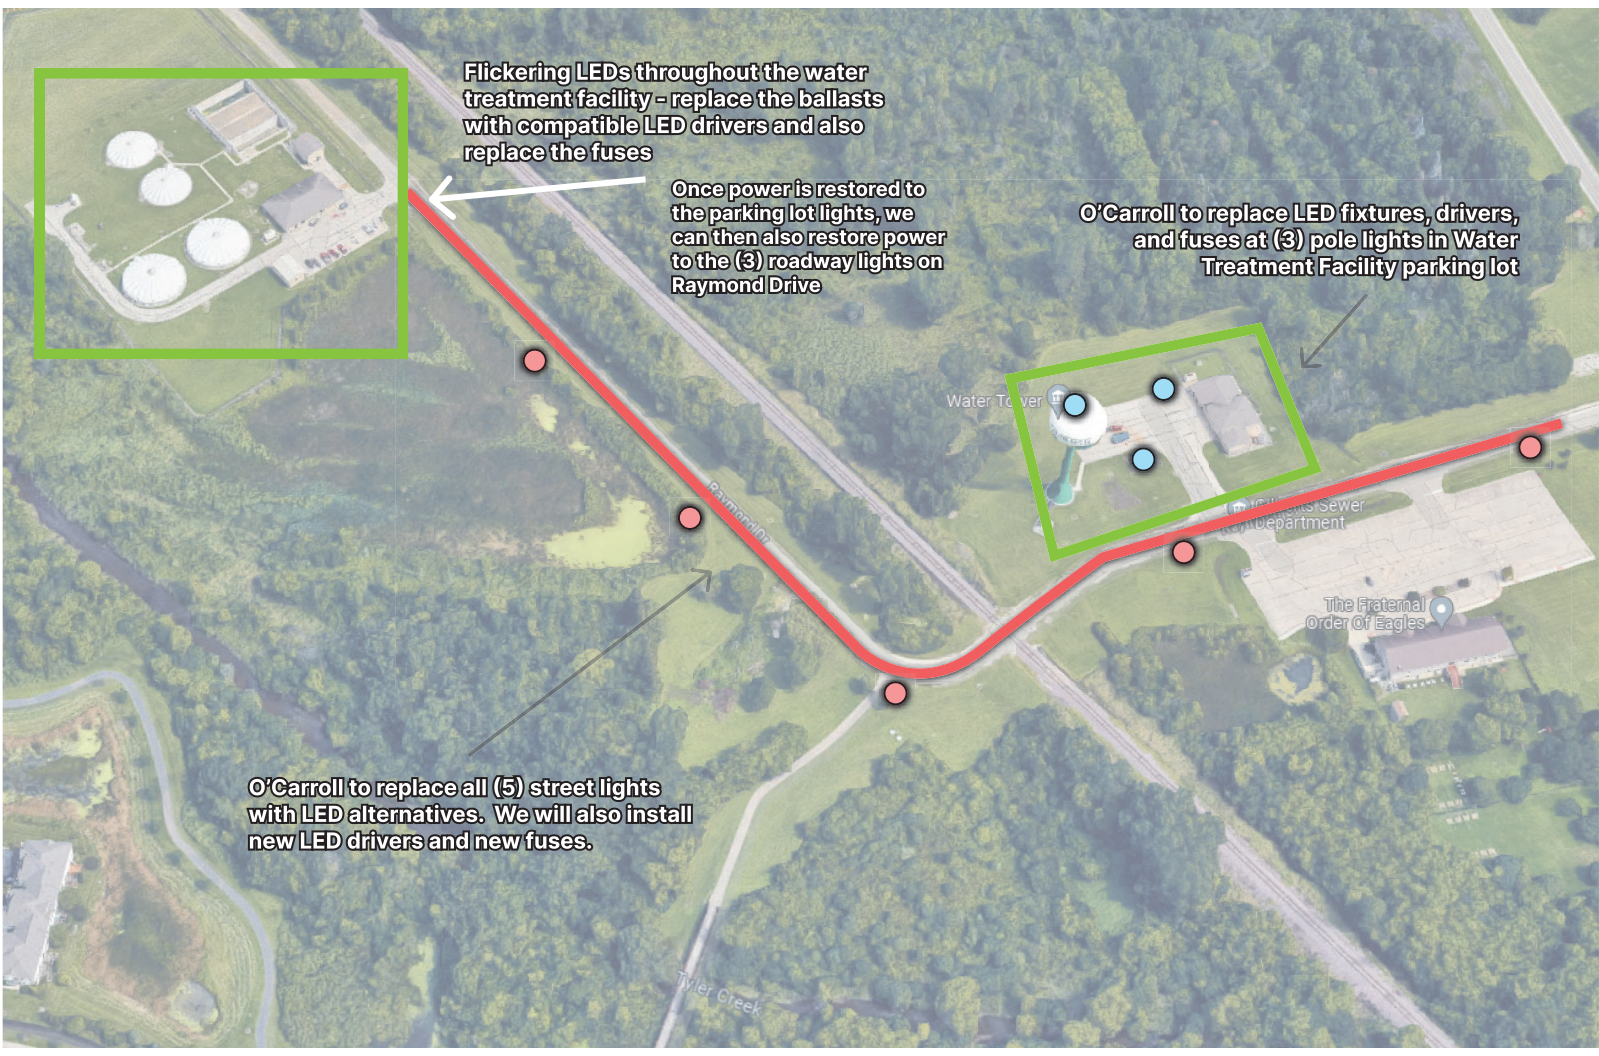 Flickering LEDs throughout the water
treatment facility - replace the ballasts
with compatible LED drivers and also
replace the fuses
Once power is restored to
the parking lot lights, we
can then also restore power
to the (3) roadway lights on
Raymond Drive
O'Carroll to replace LED fixtures, drivers,
and fuses at (3) pole lights in Water
Treatment Facility parking lot
Water Tower
Raymond Dr
Sewer
Department
The Fraternal
Order Of Eagles
O'Carroll to replace all (5) street lights
with LED alternatives. We will also install
new LED drivers and new fuses.
Tyler Creek